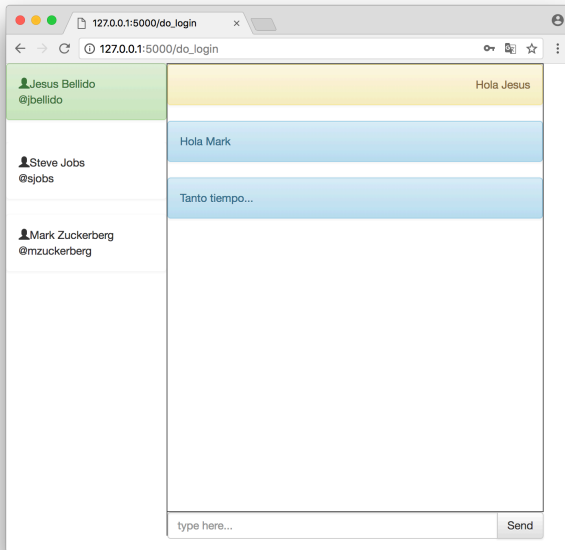 127.0.0.1:5000/do_login
127.0.0.1:5000/do_login
Jesus Bellido
@jbellido
Steve Jobs
@sjobs
Mark Zuckerberg
@mzuckerberg
Hola Jesus
Hola Mark
Tanto tiempo...
type here...
Send